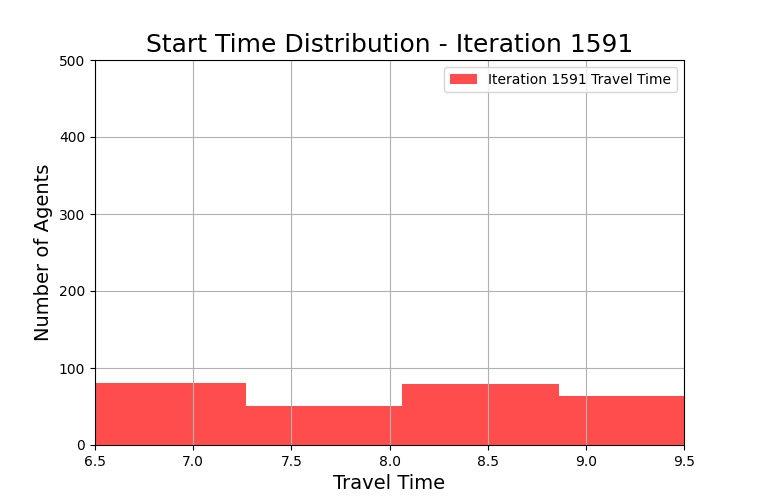 Start Time Distribution - Iteration 1591
Iteration 1591 Travel Time
Number of Agents
500
400
300
200
100
0
6.5 7.0 7.5 8.0 8.5 9.0 9.5
Travel Time